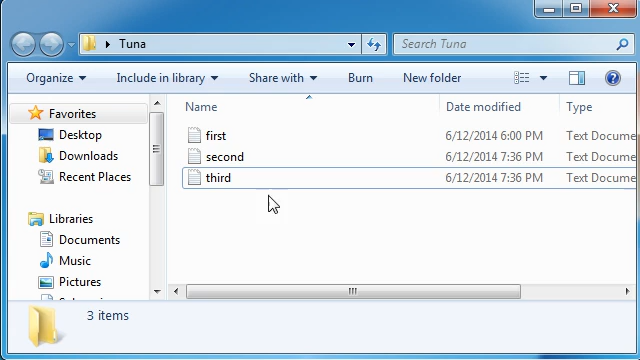 Tuna
Search Tuna
Organize Include in library Share with Burn New folder
Favorites
Desktop
Downloads
Recent Places
Libraries
Documents
Music
Pictures
Name Date modified Type
first 6/12/2014 6:00 PM Text Docume
second 6/12/2014 7:36 PM Text Docume
third 6/12/2014 7:36 PM Text Docume
3 items